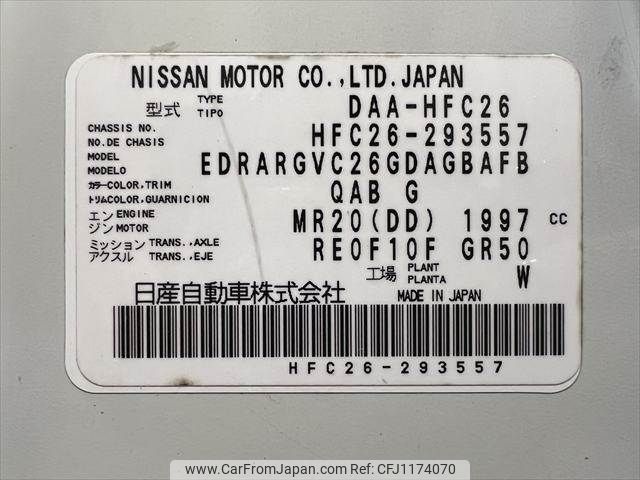 NISSAN MOTOR CO.,LTD.JAPAN
型式 TYPE TIPO DAA-HFC26
CHASSIS NO. NO.DE CHASIS HFC26-293557
MODEL MODELO EDRARGVC26GDAGBAFB
カラーCOLOR,TRIM トリムCOLOR,GUARNICION QAB G
エンジン ENGINE MOTOR MR20(DD) 1997 cc
ミッション アクスル TRANS.,AXLE TRANS.,EJE RE0F10F GR50
工場 PLANT PLANTA W
日産自動車株式会社 MADE IN JAPAN
HFC26-293557
www.CarFromJapan.com | CFJ1174070